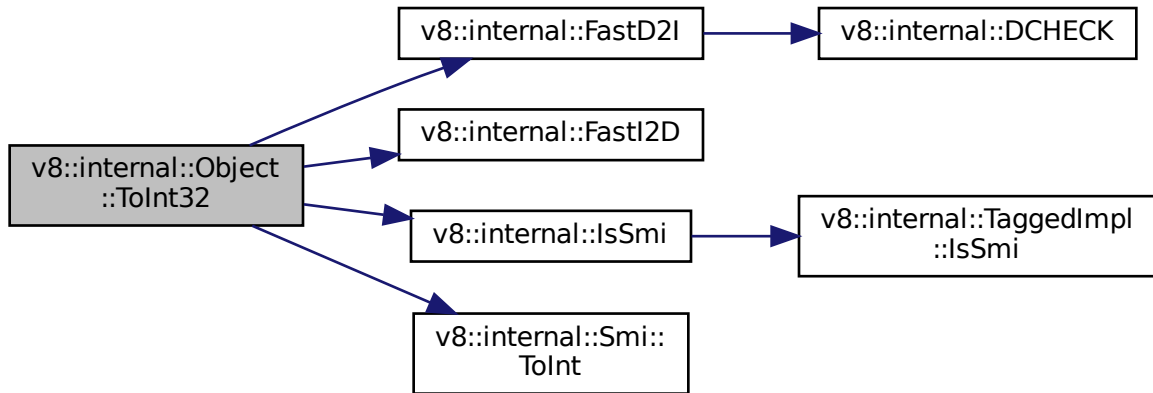 v8::internal::FastD2I
v8::internal::DCHECK
v8::internal::FastI2D
v8::internal::Object
::ToInt32
v8::internal::IsSmi
v8::internal::TaggedImpl
::IsSmi
v8::internal::Smi::
ToInt